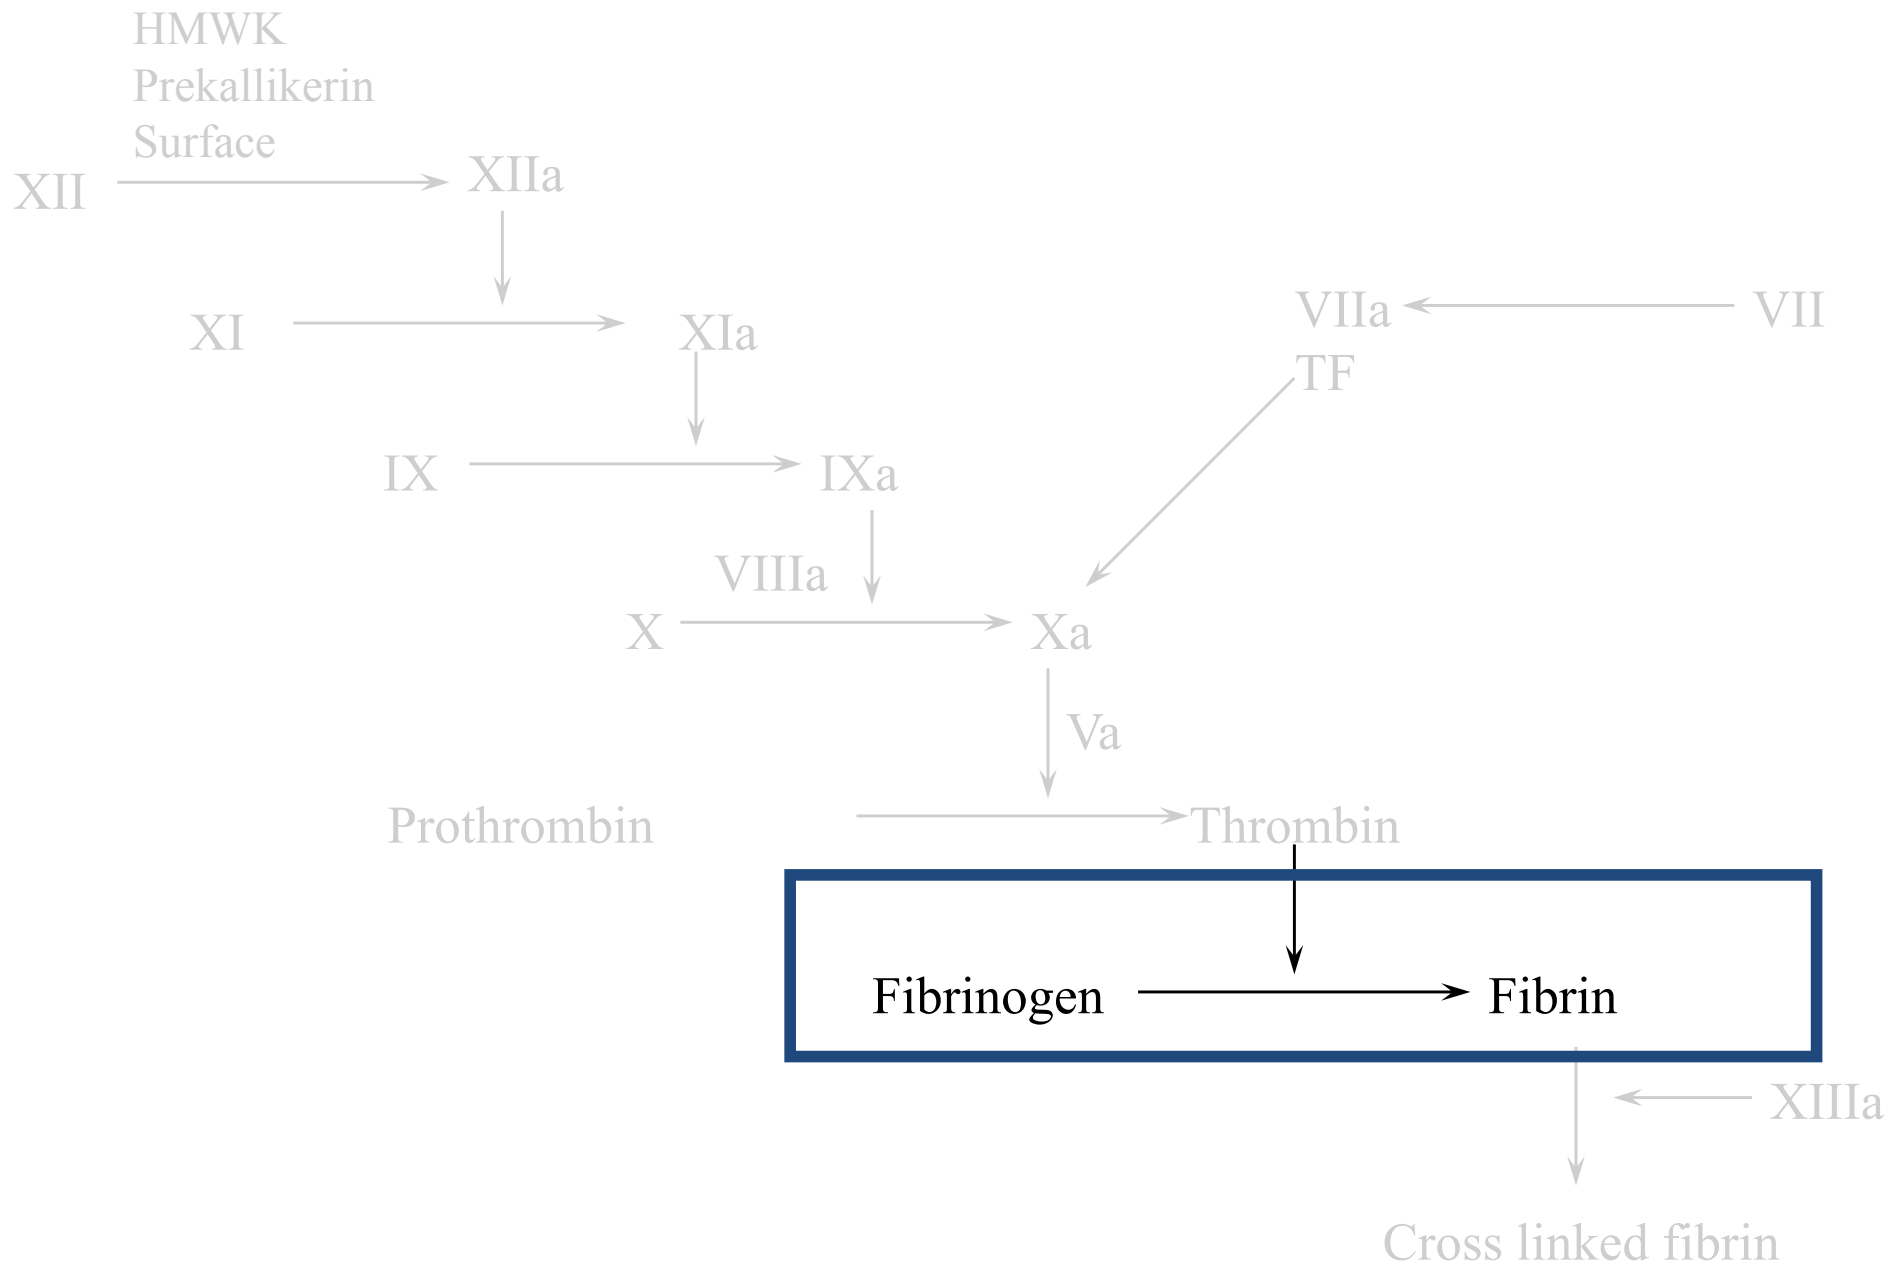 HMWK
Prekallikerin
Surface
XII
XIIa
XI
XIa
VIIa
VII
TF
IX
IXa
VIIIa
X
Xa
Va
Prothrombin
Thrombin
Fibrinogen
Fibrin
XIIIa
Cross linked fibrin